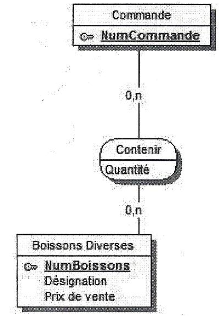 Commande
NumCommande
0,n
Contenir
Quantité
0,n
Boissons Diverses
NumBoissons
Désignation
Prix de vente